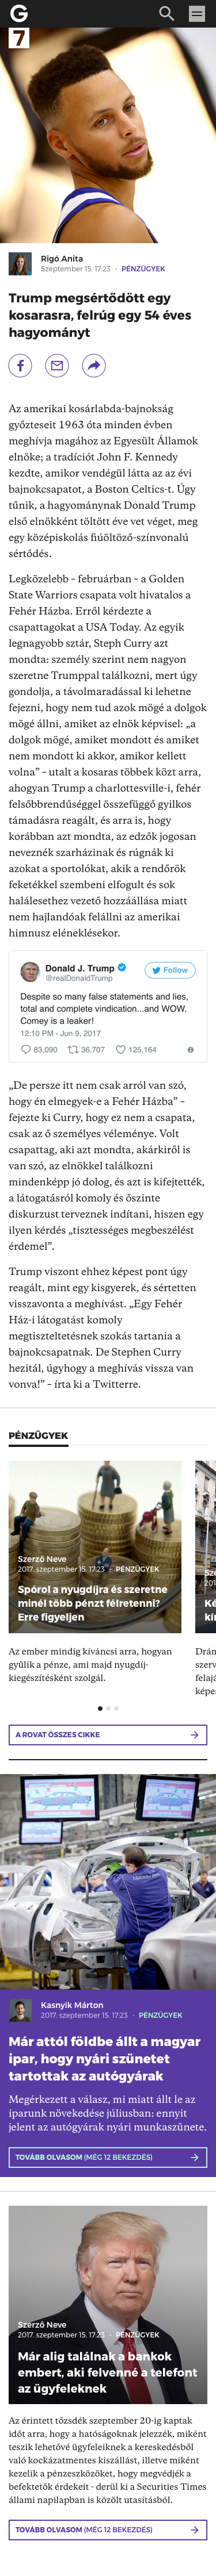 G
7
Rigó Anita
Szeptember 15. 17:23 · PÉNZÜGYEK
Trump megsértődött egy
kosarasra, felrúg egy 54 éves
hagyományt
Az amerikai kosárlabda-bajnokság
győzteseit 1963 óta minden évben
meghívja magához az Egyesült Államok
elnöke; a tradíciót John F. Kennedy
kezdte, amikor vendégül látta az az évi
bajnokcsapatot, a Boston Celtics-t. Úgy
tűnik, a hagyománynak Donald Trump
első elnökként töltött éve vet véget, meg
egy középiskolás fiúöltöző-színvonalú
sértődés.
Legközelebb – februárban – a Golden
State Warriors csapata volt hivatalos a
Fehér Házba. Erről kérdezte a
csapattagokat a USA Today. Az egyik
legnagyobb sztár, Steph Curry azt
mondta: személy szerint nem nagyon
szeretne Trumppal találkozni, mert úgy
gondolja, a távolmaradással ki lehetne
fejezni, hogy nem tud azok mögé a dolgok
mögé állni, amiket az elnök képvisel: „a
dolgok mögé, amiket mondott és amiket
nem mondott ki akkor, amikor kellett
volna” – utalt a kosaras többek közt arra,
ahogyan Trump a charlottesville-i, fehér
felsőbbrendűséggel összefüggő gyilkos
támadásra reagált, és arra is, hogy
korábban azt mondta, az edzők jogosan
neveznék szarházinak és rúgnák ki
azokat a sportolókat, akik a rendőrök
feketékkel szembeni elfogult és sok
halálesethez vezető hozzáállása miatt
nem hajlandóak felállni az amerikai
himnusz éneklésekor.
Donald J. Trump
@realDonaldTrump
Follow
Despite so many false statements and lies,
total and complete vindication...and WOW,
Comey is a leaker!
12:10 PM - Jun 9, 2017
83,090 36,707 125,164
„De persze itt nem csak arról van szó,
hogy én elmegyek-e a Fehér Házba” –
fejezte ki Curry, hogy ez nem a csapata,
csak az ő személyes véleménye. Volt
csapattag, aki azt mondta, akárkiről is
van szó, az elnökkel találkozni
mindenképp jó dolog, és azt is kifejtették,
a látogatásról komoly és őszinte
diskurzust terveznek indítani, hiszen egy
ilyen kérdés „tisztességes megbeszélést
érdemel”.
Trump viszont ehhez képest pont úgy
reagált, mint egy kisgyerek, és sértetten
visszavonta a meghívást. „Egy Fehér
Ház-i látogatást komoly
megtiszteltetésnek szokás tartania a
bajnokcsapatnak. De Stephen Curry
hezitál, úgyhogy a meghívás vissza van
vonva!” – írta ki a Twitterre.
PÉNZÜGYEK
Szerző Neve
2017. szeptember 15. 17:23 · PÉNZÜGYEK
Spórol a nyugdíjra és szeretne
minél több pénzt félretenni?
Erre figyeljen
Az ember mindig kíváncsi arra, hogyan
gyűlik a pénze, ami majd nyugdíj-
kiegészítésként szolgál.
Sz
201
Ké
kí
Drán
szerv
felajá
képe
A ROVAT ÖSSZES CIKKE
Kasnyik Márton
2017. szeptember 15. 17:23 · PÉNZÜGYEK
Már attól földbe állt a magyar
ipar, hogy nyári szünetet
tartottak az autógyárak
Megérkezett a válasz, mi miatt állt le az
iparunk növekedése júliusban: ennyit
jelent az autógyárak nyári munkaszünete.
TOVÁBB OLVASOM (MÉG 12 BEKEZDÉS)
Szerző Neve
2017. szeptember 15. 17:23 · PÉNZÜGYEK
Már alig találnak a bankok
embert, aki felvenné a telefont
az ügyfeleknek
Az érintett tőzsdék szeptember 20-ig kaptak
időt arra, hogy a hatóságoknak jelezzék, miként
teszik lehetővé ügyfeleiknek a kereskedésből
való kockázatmentes kiszállást, illetve miként
kezelik a pénzeszközöket, hogy megvédjék a
befektetők érdekeit - derül ki a Securities Times
állami napilapban is közölt utasításból.
TOVÁBB OLVASOM (MÉG 12 BEKEZDÉS)